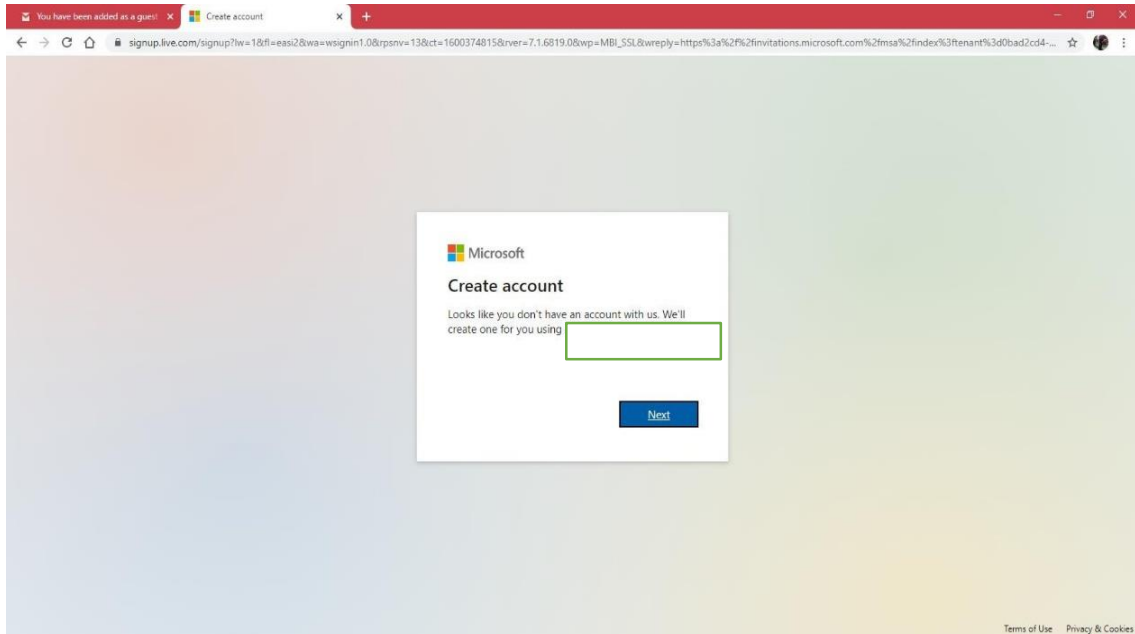 You have been added as a guest
Create account
signup.live.com/signup?lw=1&fl=easi2&wa=wsignin1.0&rpsnv=13&ct=1600374815&rver=7.1.6819.0&wp=MBI_SSL&wreply=https%3a%2f%2finvitations.microsoft.com%2fmsa%2findex%3ftenant%3d0bad2cd4-...
Microsoft
Create account
Looks like you don't have an account with us. We'll
create one for you using
Next
Terms of Use Privacy & Cookies